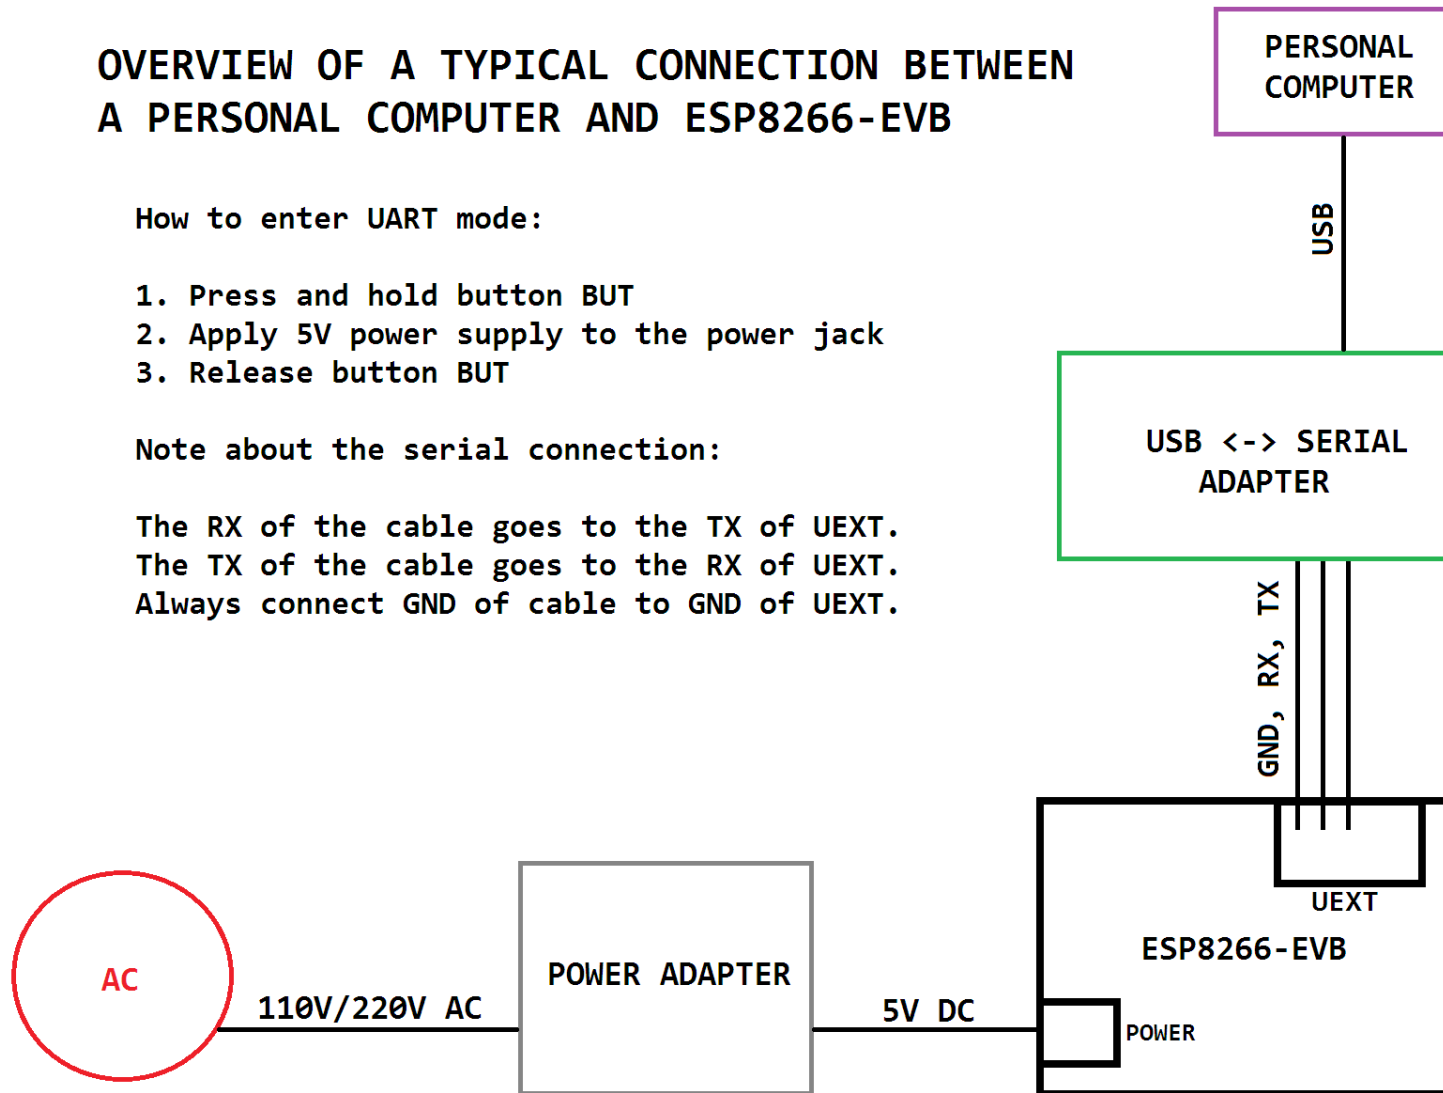 OVERVIEW OF A TYPICAL CONNECTION BETWEEN
A PERSONAL COMPUTER AND ESP8266-EVB
PERSONAL
COMPUTER
How to enter UART mode:
1. Press and hold button BUT
2. Apply 5V power supply to the power jack
3. Release button BUT
Note about the serial connection:
The RX of the cable goes to the TX of UEXT.
The TX of the cable goes to the RX of UEXT.
Always connect GND of cable to GND of UEXT.
USB
USB <-> SERIAL
ADAPTER
GND, RX, TX
UEXT
ESP8266-EVB
AC
110V/220V AC
POWER ADAPTER
5V DC
POWER